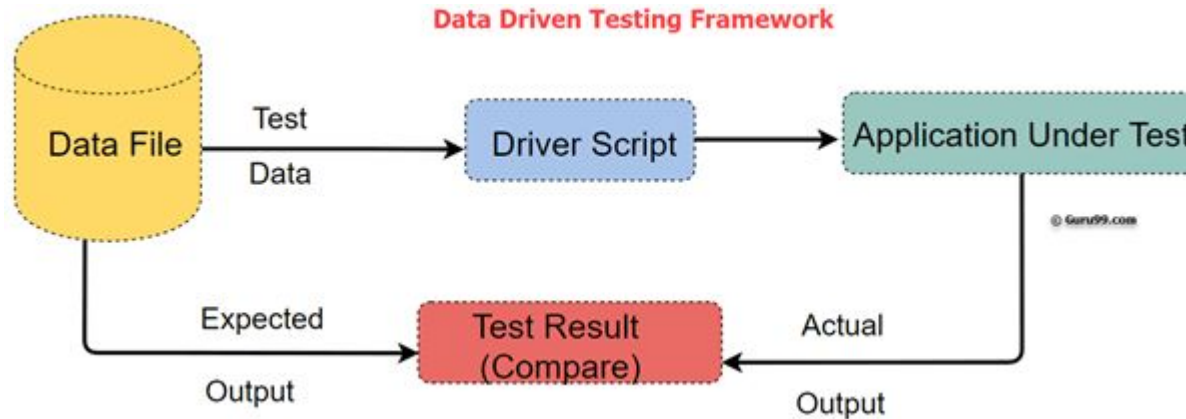 Data Driven Testing Framework
Data File
Test
Data
Driver Script
Application Under Test
© Guru99.com
Expected
Output
Test Result
(Compare)
Actual
Output